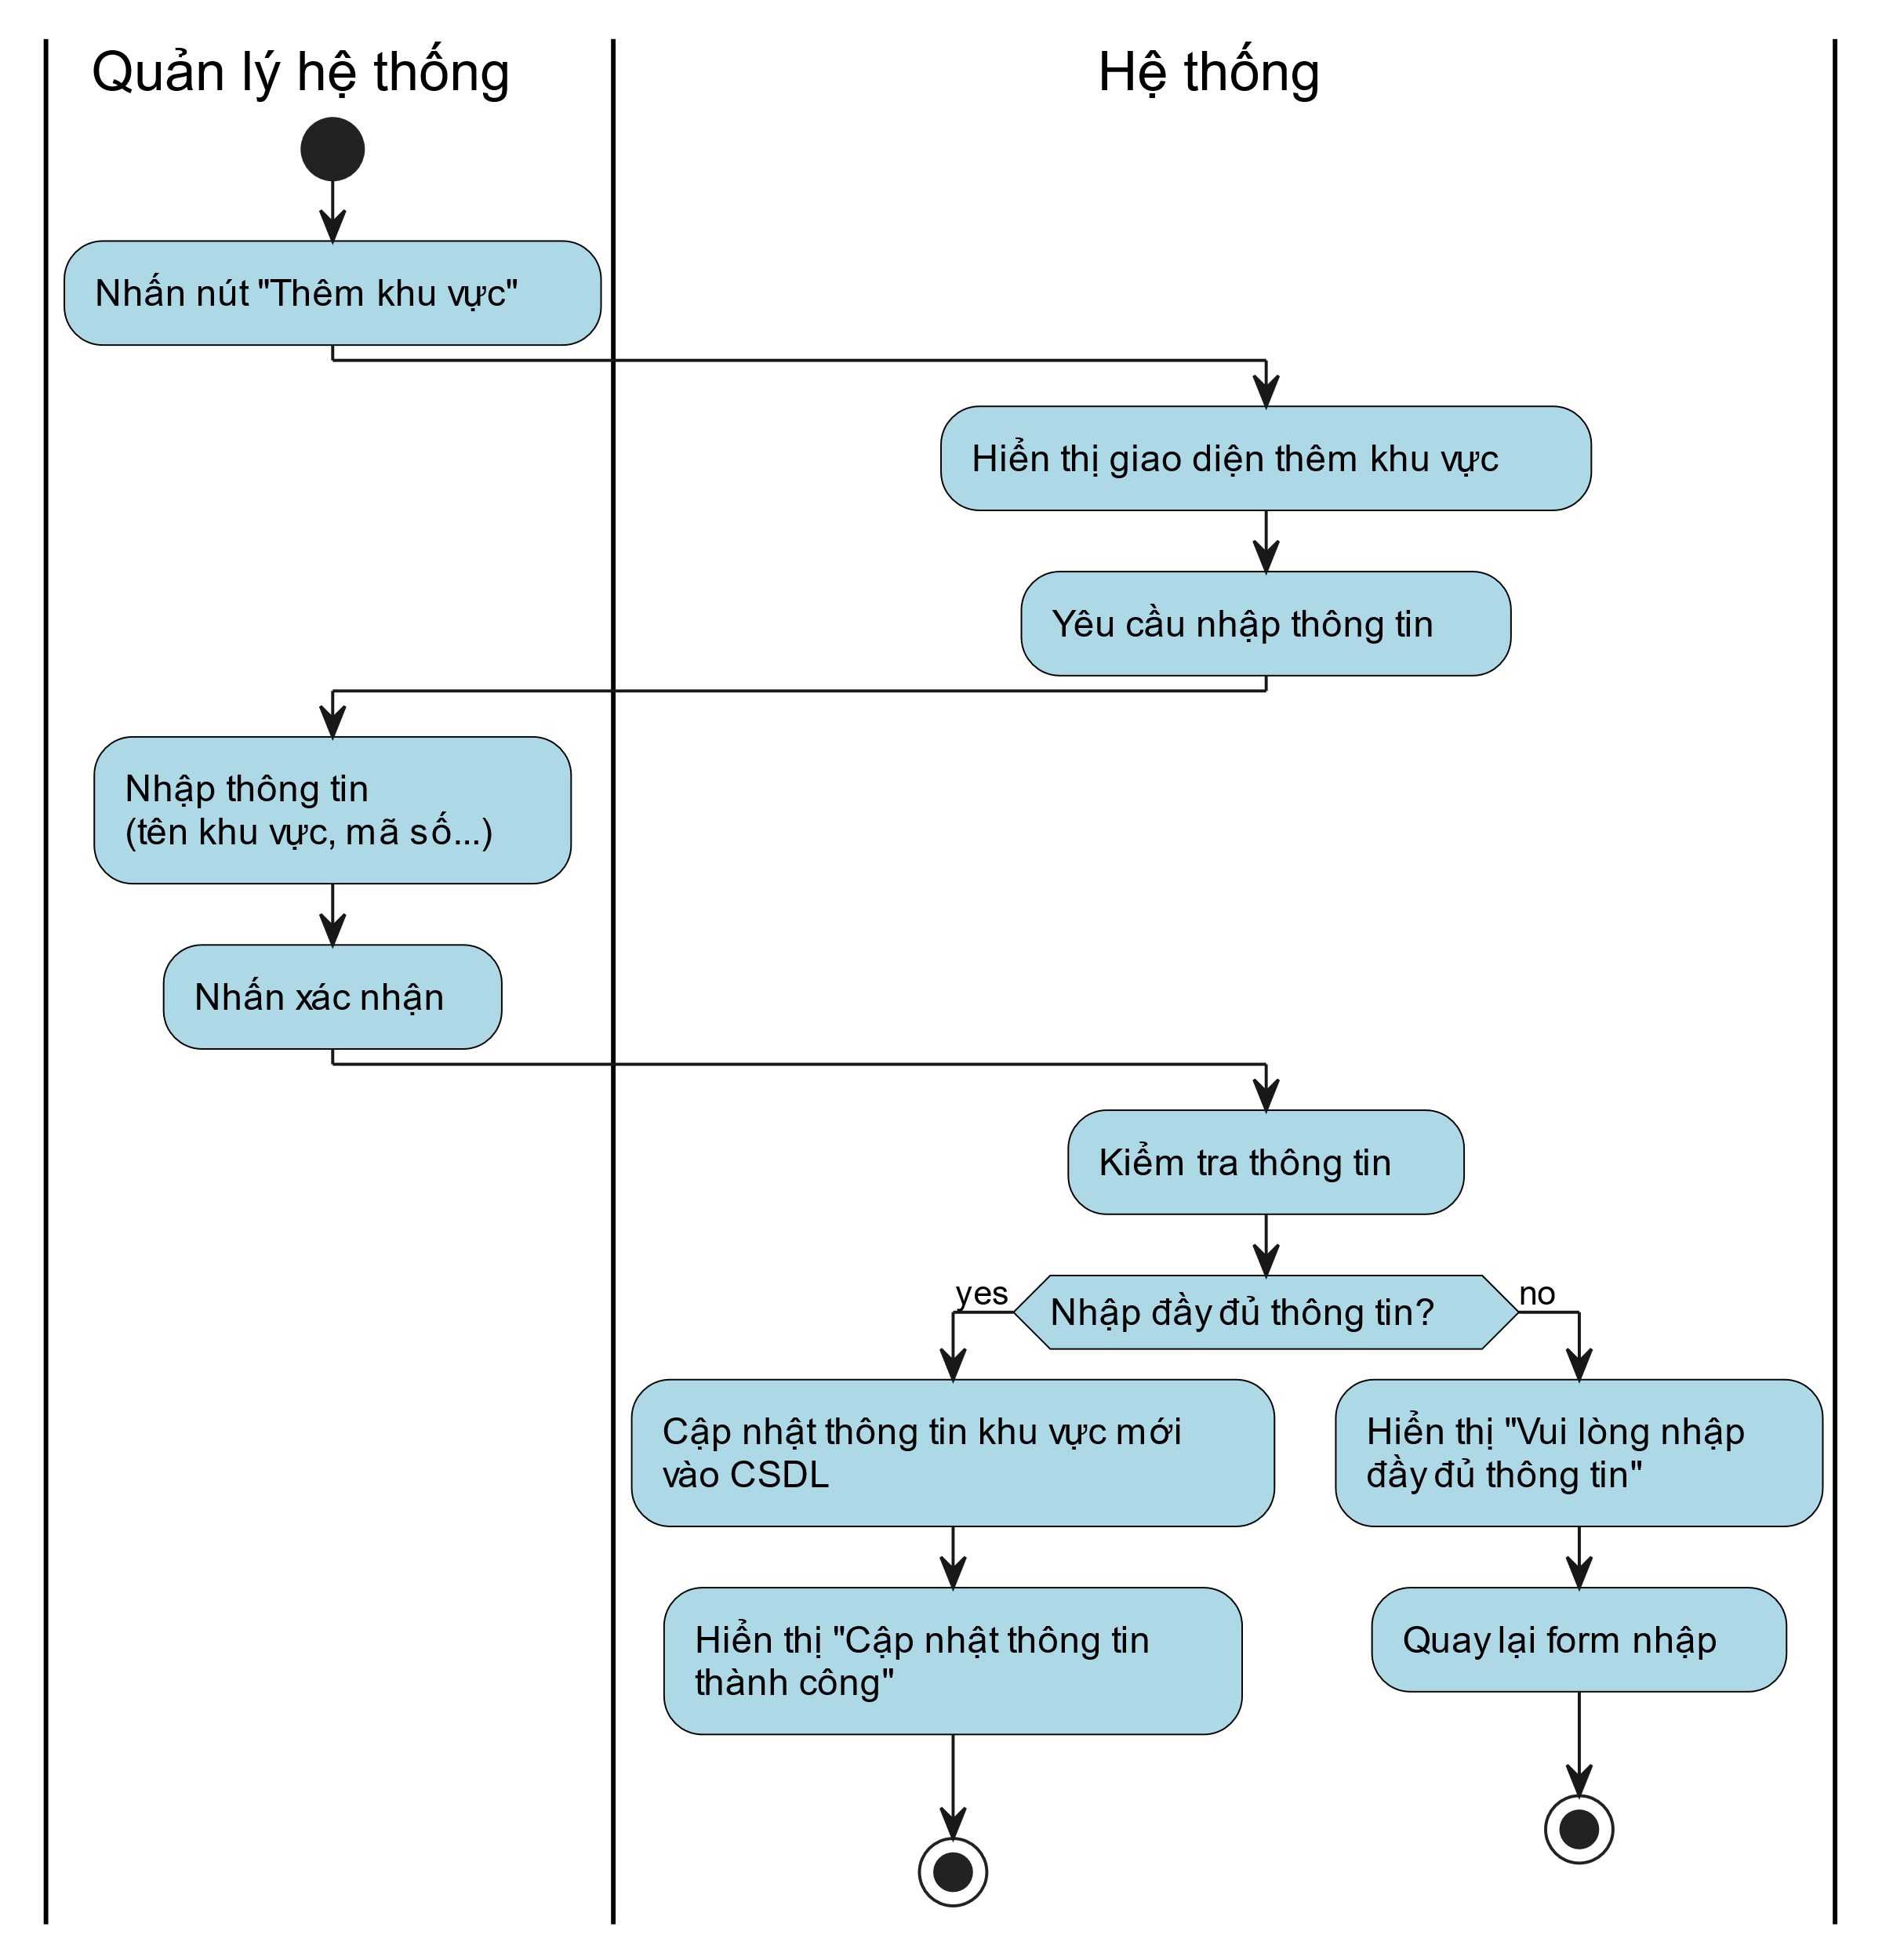 Quản lý hệ thống
Hệ thống
Nhấn nút "Thêm khu vực"
Hiển thị giao diện thêm khu vực
Yêu cầu nhập thông tin
Nhập thông tin
(tên khu vực, mã số...)
Nhấn xác nhận
Kiểm tra thông tin
yes
Nhập đầy đủ thông tin?
no
Cập nhật thông tin khu vực mới
vào CSDL
Hiển thị "Vui lòng nhập
đầy đủ thông tin"
Hiển thị "Cập nhật thông tin
thành công"
Quay lại form nhập